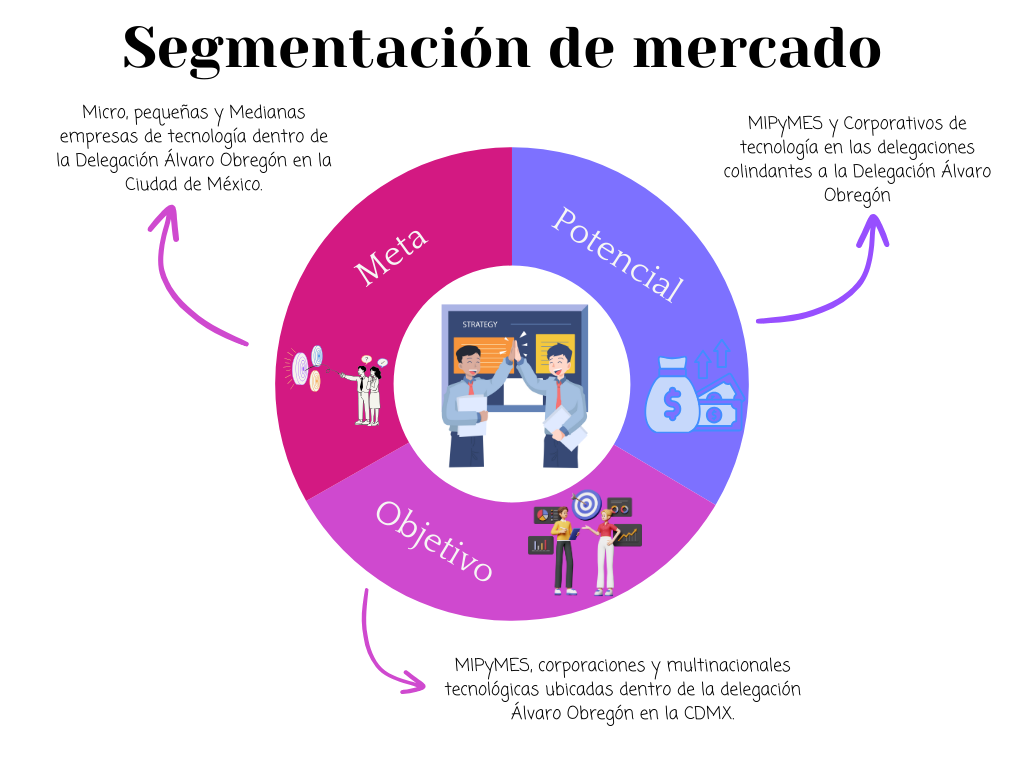 Segmentación de mercado
Micro, pequeñas y Medianas
empresas de tecnología dentro de
la Delegación Álvaro Obregón en la
Ciudad de México.
MIPyMES y Corporativos de
tecnología en las delegaciones
colindantes a la Delegación Álvaro
Obregón
Meta
Potencial
STRATEGY
Objetivo
MIPyMES, corporaciones y multinacionales
tecnológicas ubicadas dentro de la delegación
Álvaro Obregón en la CDMX.